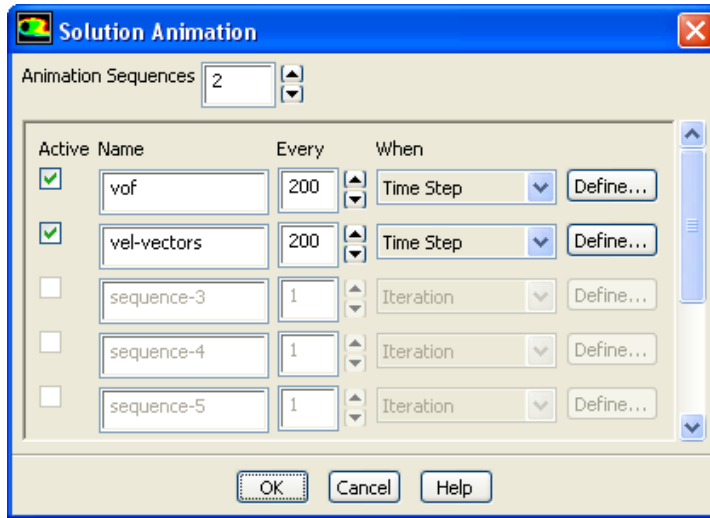 Solution Animation
Animation Sequences 2
Active Name Every When
vof 200 Time Step Define...
vel-vectors 200 Time Step Define...
sequence-3 1 Iteration Define...
sequence-4 1 Iteration Define...
sequence-5 1 Iteration Define...
OK Cancel Help